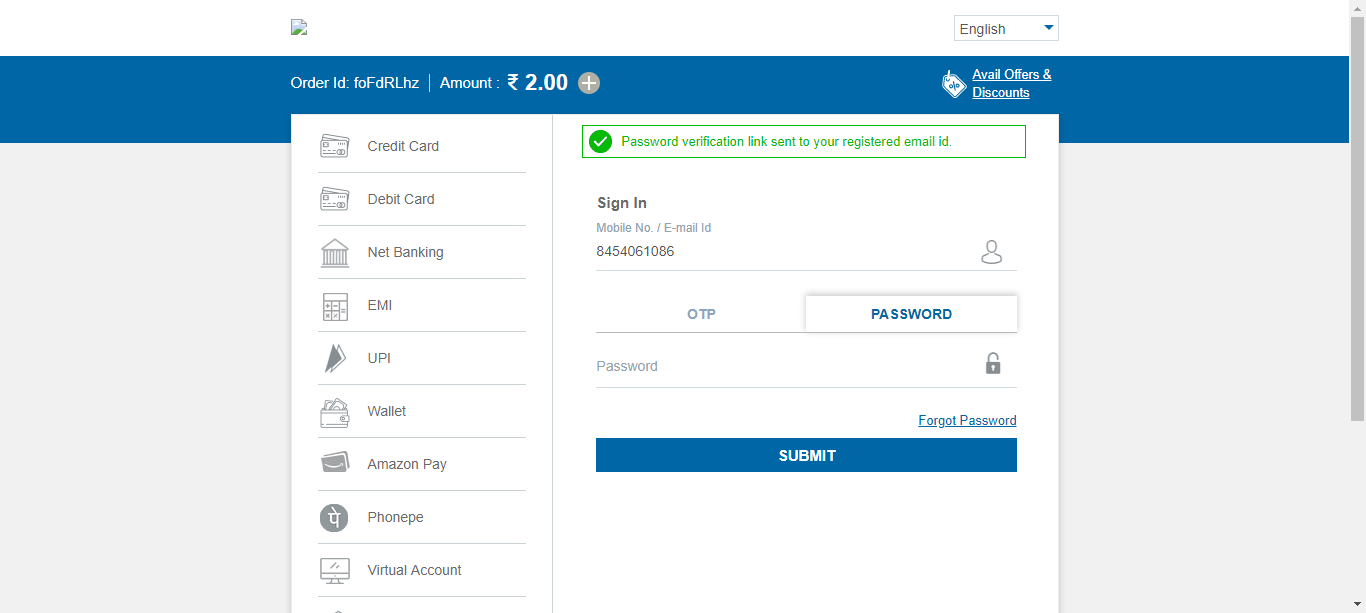 English
Order Id: foFdRLhz
Amount : ₹ 2.00
Avail Offers &
Discounts
Credit Card
Debit Card
Net Banking
EMI
UPI
Wallet
Amazon Pay
Phonepe
Virtual Account
Password verification link sent to your registered email id.
Sign In
Mobile No. / E-mail Id
8454061086
OTP
PASSWORD
Password
Forgot Password
SUBMIT